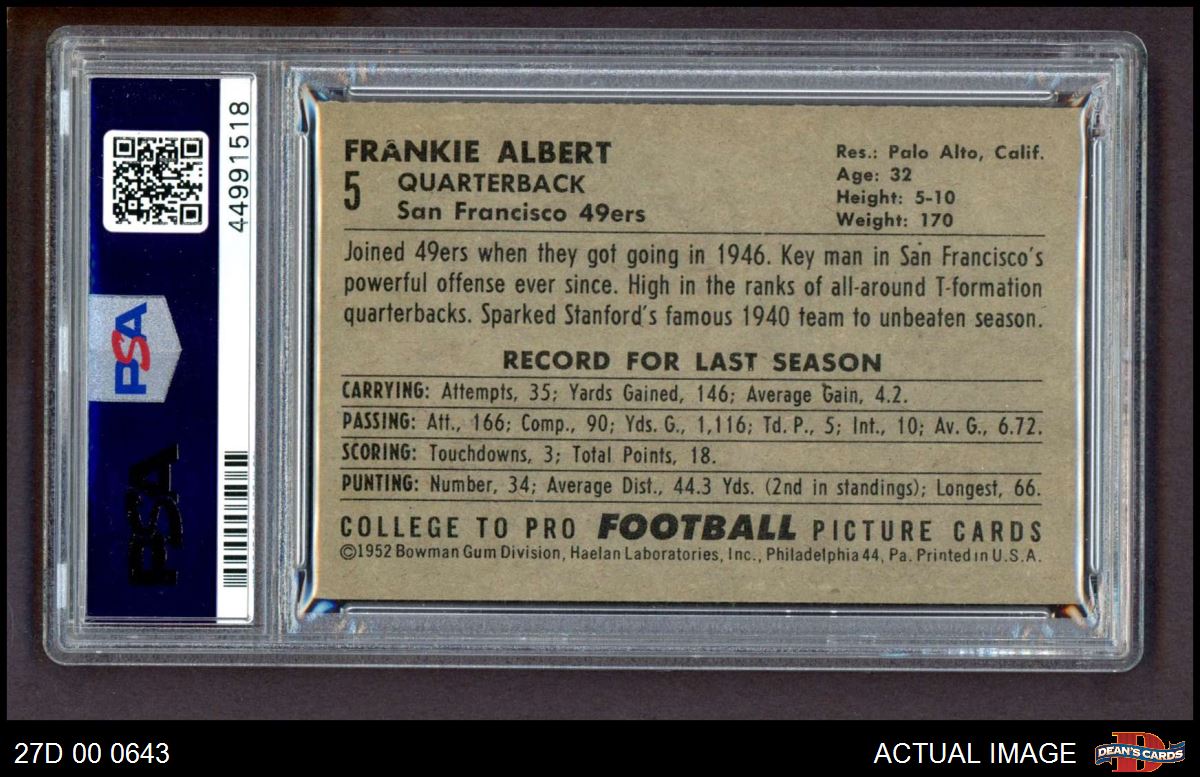 44991518
PSA
PSA
FRANKIE ALBERT
5 QUARTERBACK
San Francisco 49ers
Res.: Palo Alto, Calif.
Age: 32
Height: 5-10
Weight: 170
Joined 49ers when they got going in 1946. Key man in San Francisco's
powerful offense ever since. High in the ranks of all-around T-formation
quarterbacks. Sparked Stanford's famous 1940 team to unbeaten season.
RECORD FOR LAST SEASON
CARRYING: Attempts, 35; Yards Gained, 146; Average Gain, 4.2.
PASSING: Att., 166; Comp., 90; Yds. G., 1,116; Td. P., 5; Int., 10; Av. G., 6.72.
SCORING: Touchdowns, 3; Total Points, 18.
PUNTING: Number, 34; Average Dist., 44.3 Yds. (2nd in standings); Longest, 66.
COLLEGE TO PRO FOOTBALL PICTURE CARDS
©1952 Bowman Gum Division, Haelan Laboratories, Inc., Philadelphia 44, Pa. Printed in U.S.A.
27D 00 0643
ACTUAL IMAGE
DEAN'S CARDS